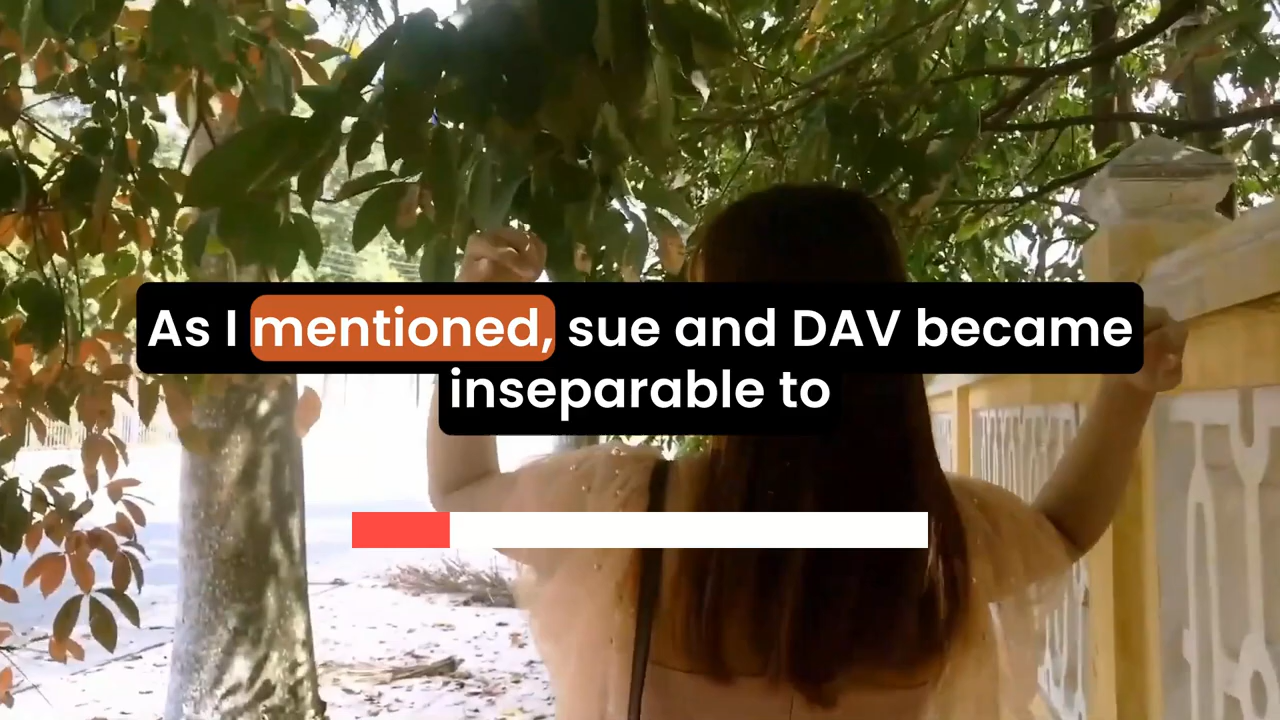 As I mentioned, sue and DAV became
inseparable to